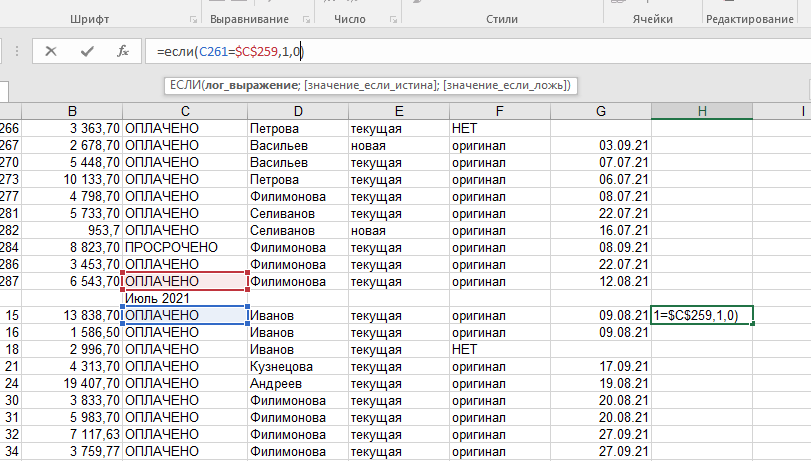 Шрифт Выравнивание Число Ячейки Редактирование
=если(C261=$C$259,1,0)
ЕСЛИ(лог_выражение; [значение_если_истина]; [значение_если_ложь])
B C D E F G H I
266 3 363,70 ОПЛАЧЕНО Петрова текущая НЕТ
267 2 678,70 ОПЛАЧЕНО Васильев новая оригинал 03.09.21
270 5 448,70 ОПЛАЧЕНО Васильев текущая оригинал 07.07.21
273 10 133,70 ОПЛАЧЕНО Петрова текущая оригинал 06.07.21
277 4 798,70 ОПЛАЧЕНО Филимонова текущая оригинал 08.07.21
281 5 733,70 ОПЛАЧЕНО Селиванов текущая оригинал 22.07.21
282 953,7 ОПЛАЧЕНО Селиванов новая оригинал 16.07.21
284 8 823,70 ПРОСРОЧЕНО Филимонова текущая оригинал 08.09.21
286 3 453,70 ОПЛАЧЕНО Филимонова текущая оригинал 22.07.21
287 6 543,70 ОПЛАЧЕНО Филимонова текущая оригинал 12.08.21
Июль 2021
15 13 838,70 ОПЛАЧЕНО Иванов текущая оригинал 09.08.21 1=$C$259,1,0)
16 1 586,50 ОПЛАЧЕНО Иванов текущая оригинал 09.08.21
18 2 996,70 ОПЛАЧЕНО Иванов текущая НЕТ
21 4 313,70 ОПЛАЧЕНО Кузнецова текущая оригинал 17.09.21
24 19 407,70 ОПЛАЧЕНО Андреев текущая оригинал 19.08.21
30 3 833,70 ОПЛАЧЕНО Филимонова текущая оригинал 20.08.21
31 5 983,70 ОПЛАЧЕНО Филимонова текущая оригинал 20.08.21
32 7 117,63 ОПЛАЧЕНО Филимонова текущая оригинал 27.09.21
34 3 759,77 ОПЛАЧЕНО Филимонова текущая оригинал 27.09.21